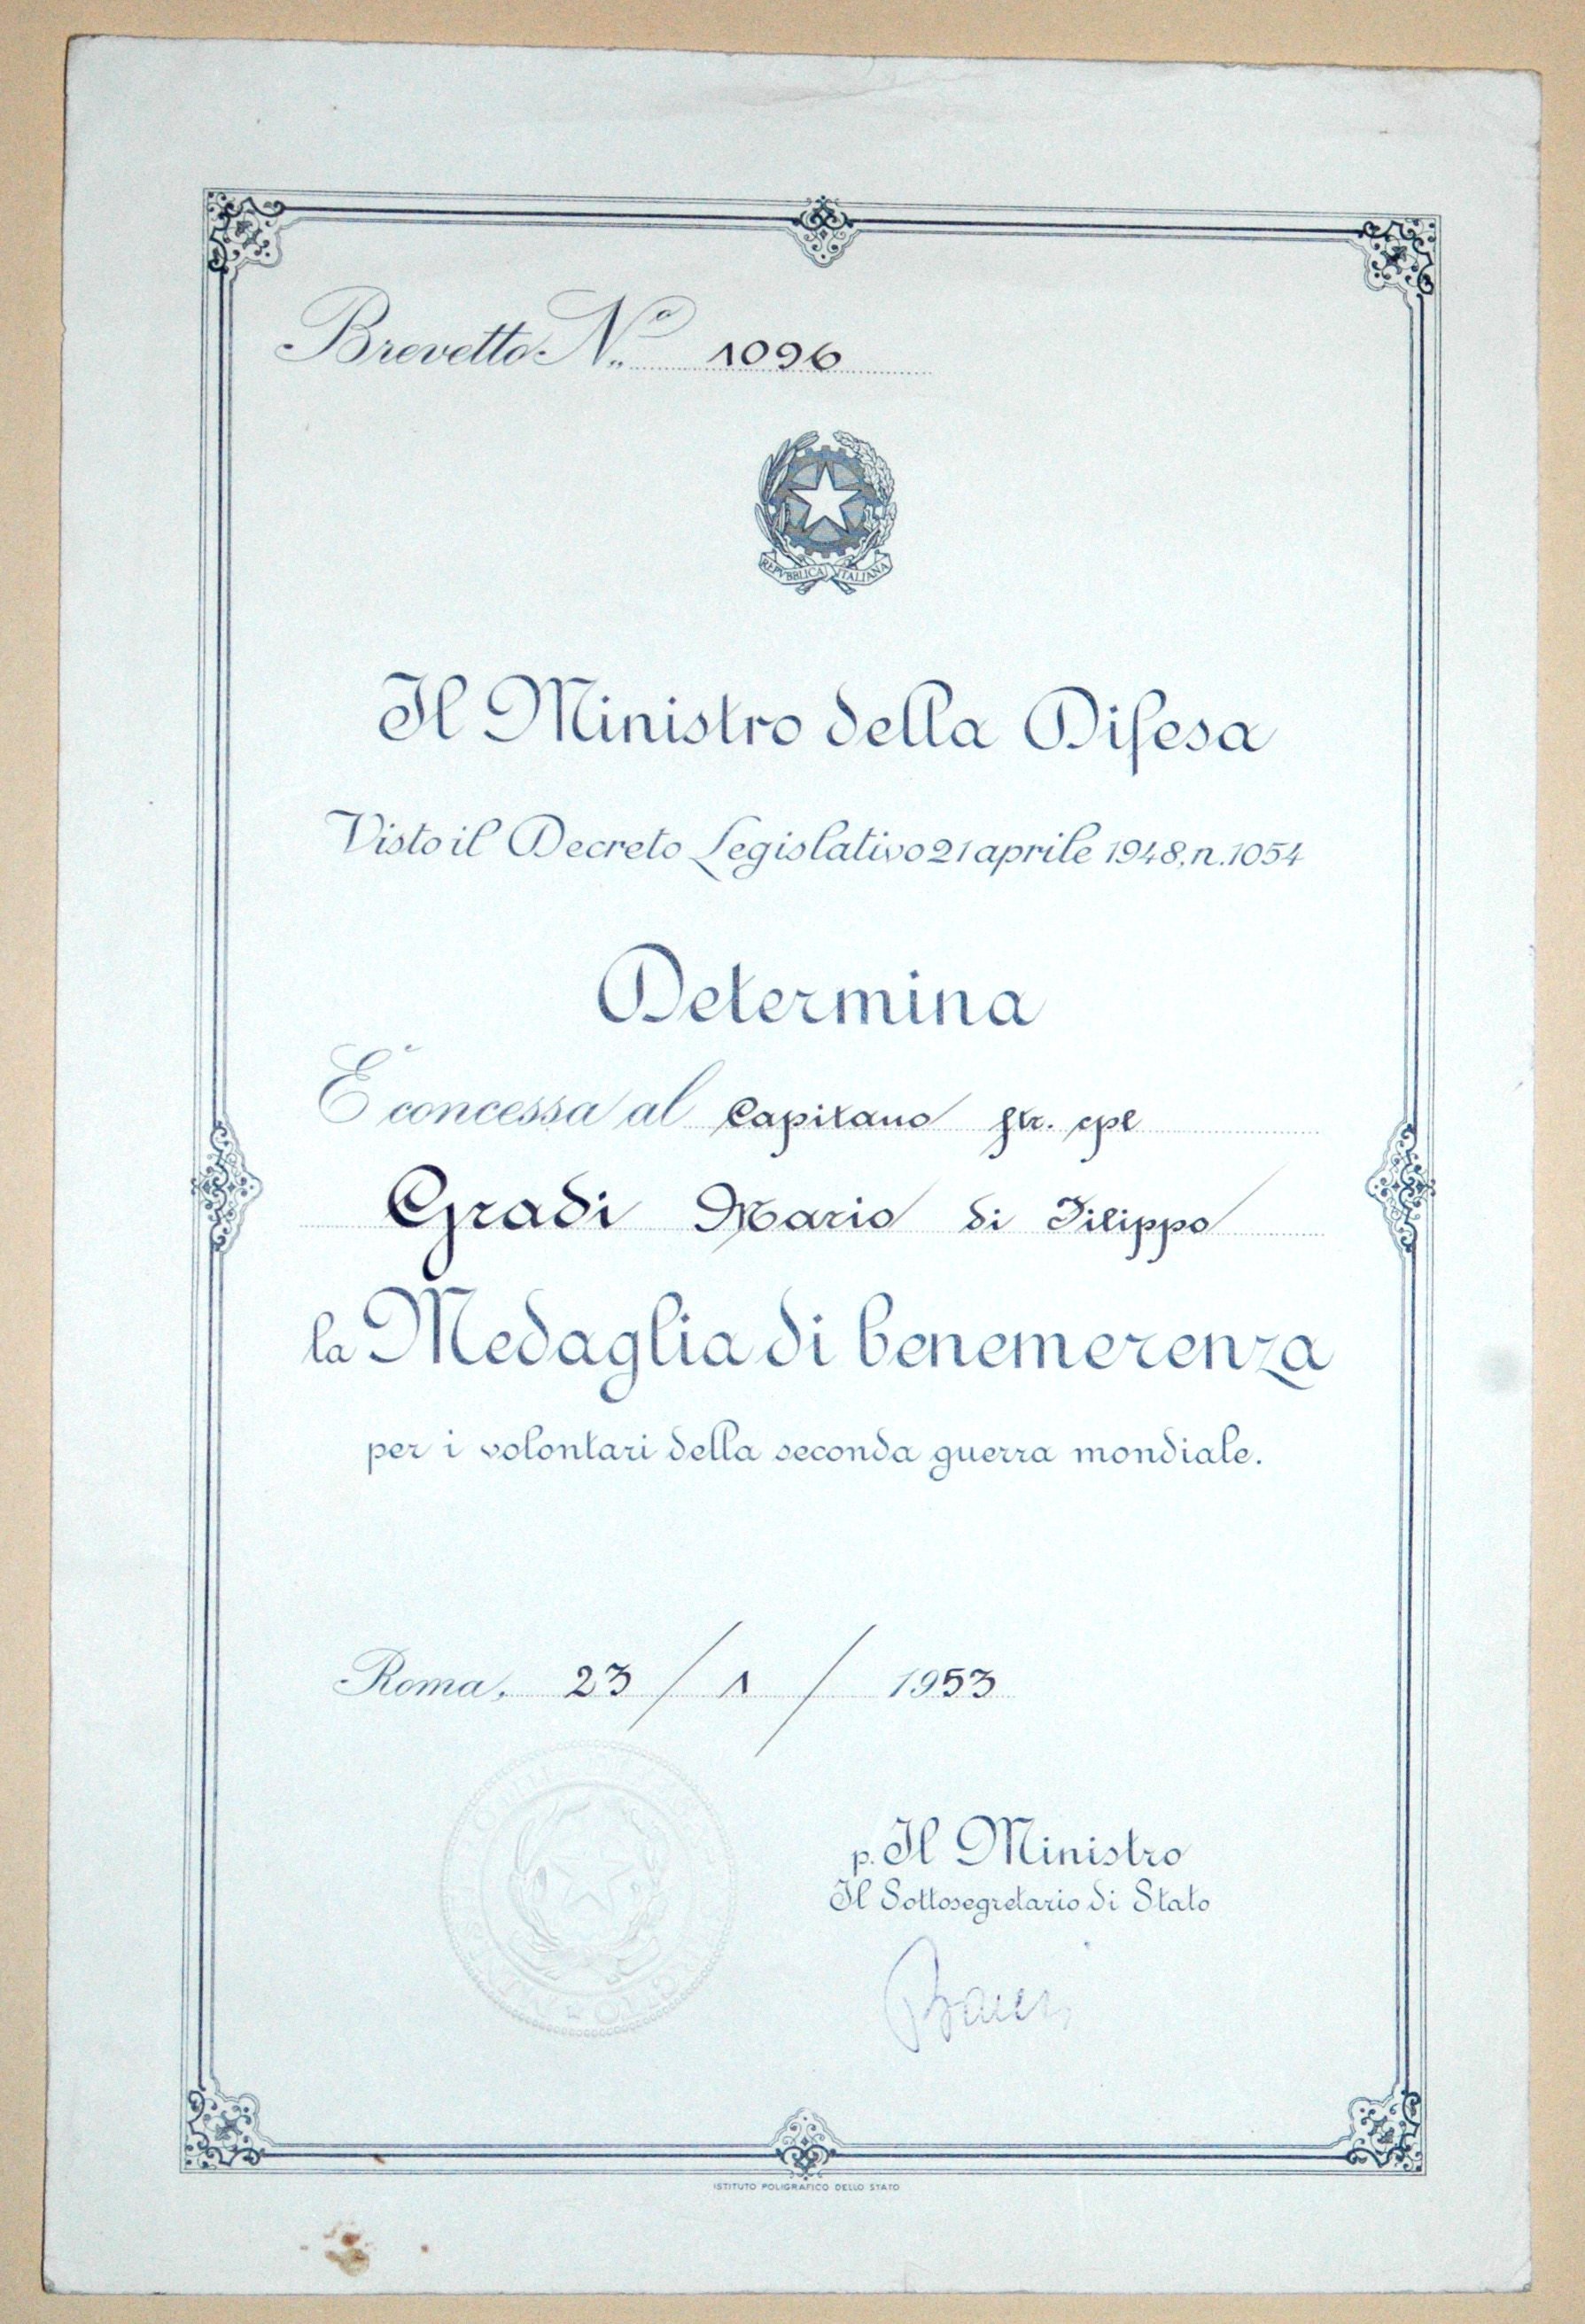 Brevetto N.º 1096
REPVBBLICA ITALIANA
Il Ministro della Difesa
Visto il Decreto Legislativo 21 aprile 1948, n. 1054
Determina
È concessa al Capitano ftr. cpl
Gradi Mario di Filippo
la Medaglia di benemerenza
per i volontari della seconda guerra mondiale.
Roma, 23 / 1 / 1953
p. Il Ministro
Il Sottosegretario di Stato
ISTITUTO POLIGRAFICO DELLO STATO